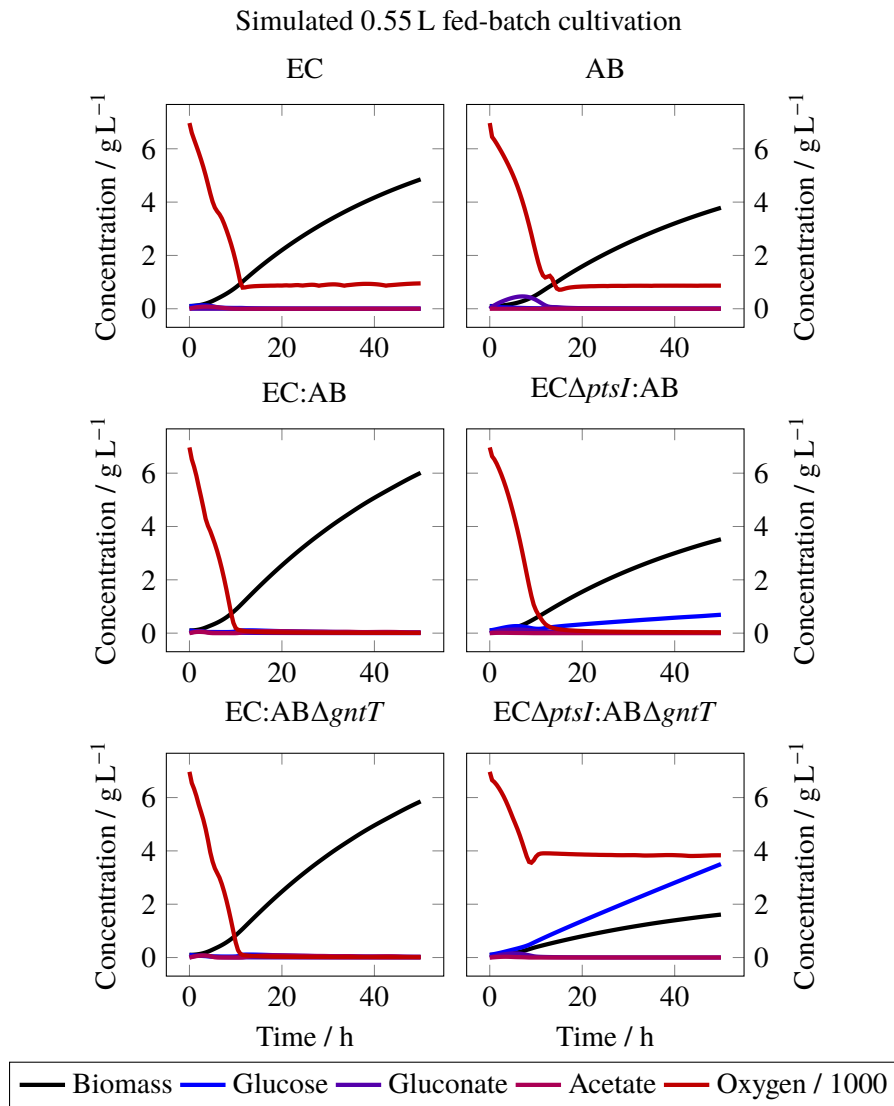 Simulated 0.55 L fed-batch cultivation
EC
AB
Concentration / g L⁻¹
6
4
2
0
0 20 40
0 20 40
6
4
2
0
Concentration / g L⁻¹
EC:AB
ECΔptsI:AB
Concentration / g L⁻¹
6
4
2
0
0 20 40
0 20 40
6
4
2
0
Concentration / g L⁻¹
EC:ABΔgntT
ECΔptsI:ABΔgntT
Concentration / g L⁻¹
6
4
2
0
0 20 40
0 20 40
6
4
2
0
Concentration / g L⁻¹
Time / h
Time / h
Biomass Glucose Gluconate Acetate Oxygen / 1000